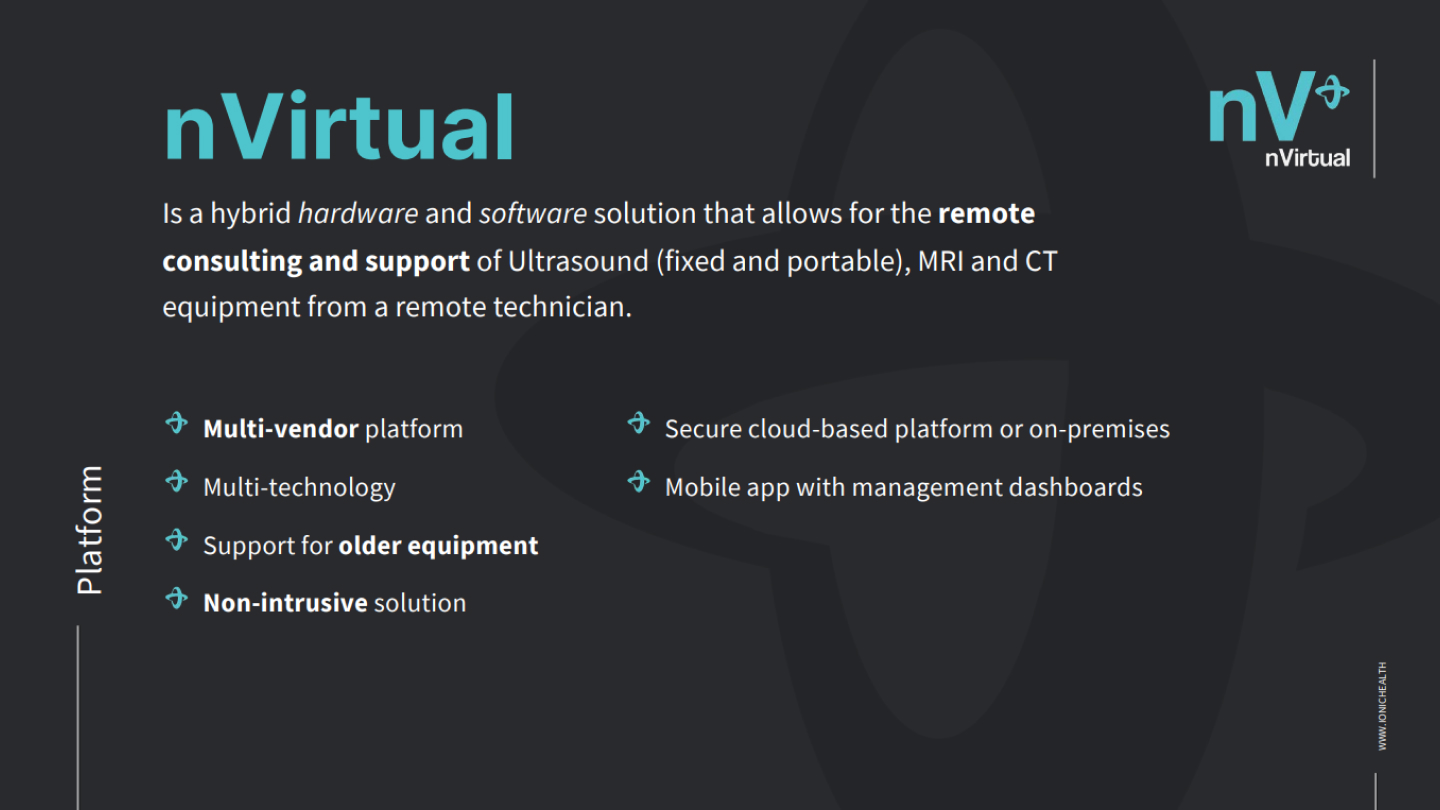 nVirtual
nV
nVirtual
Is a hybrid hardware and software solution that allows for the remote
consulting and support of Ultrasound (fixed and portable), MRI and CT
equipment from a remote technician.
Multi-vendor platform
Multi-technology
Support for older equipment
Non-intrusive solution
Secure cloud-based platform or on-premises
Mobile app with management dashboards
Platform
WWW.IONICHEALTH